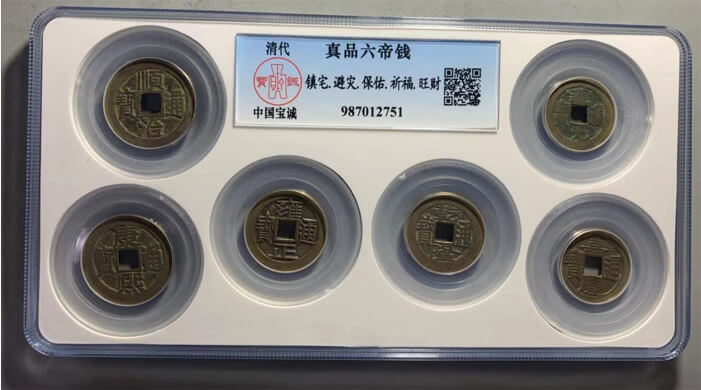 清代
真品六帝钱
镇宅.避灾.保佑.祈福.旺财
中国宝诚
987012751
順治通寶
康熙通寶
雍正通寶
乾隆通寶
嘉慶通寶